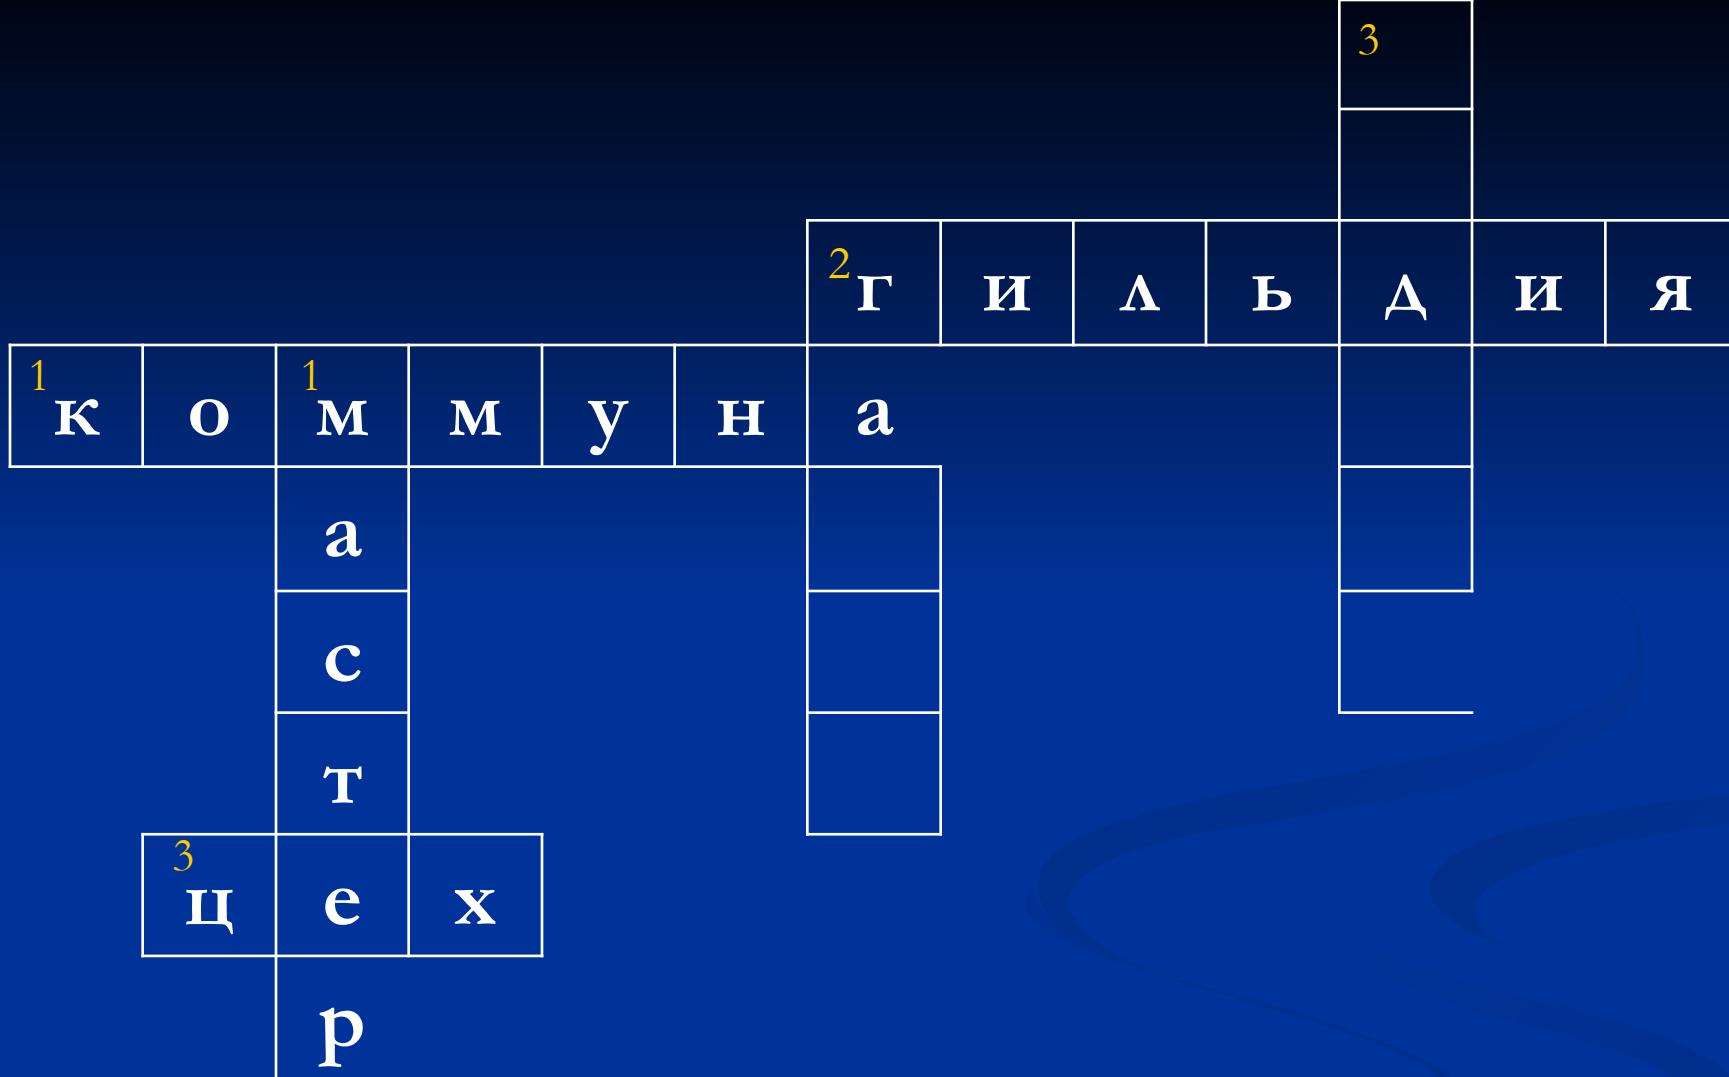 3
2 г и л ь д и я
1 к о 1 м м у н а
а
с
т
3 ц е х
р